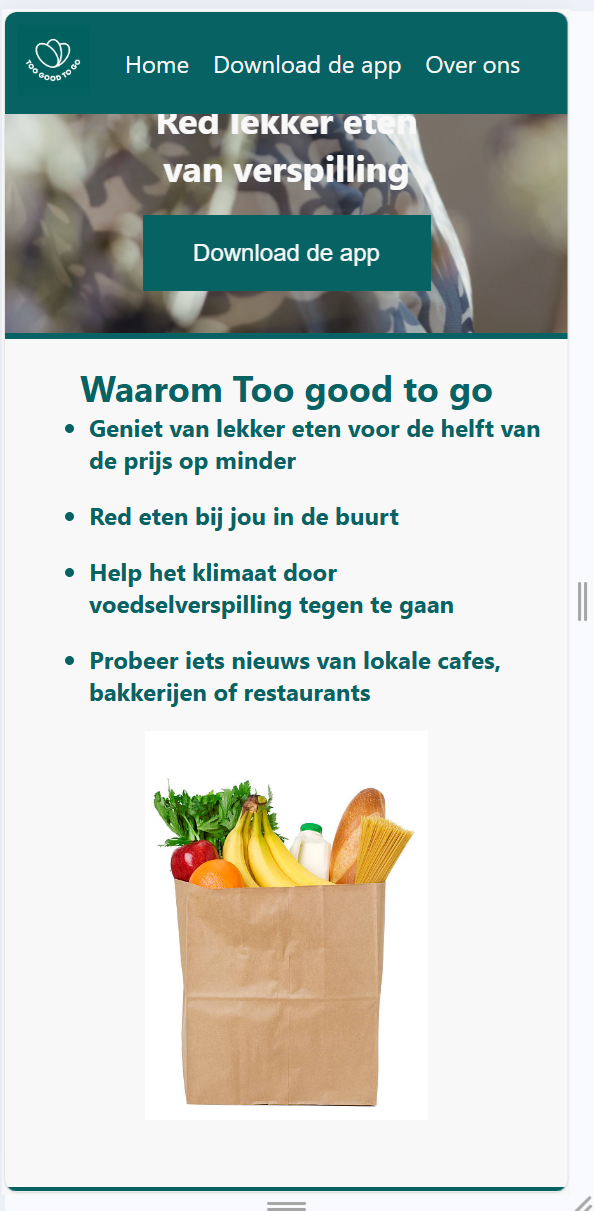 TOO GOOD TO GO
Home Download de app Over ons
Red lekker eten
van verspilling
Download de app
Waarom Too good to go
Geniet van lekker eten voor de helft van
de prijs op minder
Red eten bij jou in de buurt
Help het klimaat door
voedselverspilling tegen te gaan
Probeer iets nieuws van lokale cafes,
bakkerijen of restaurants